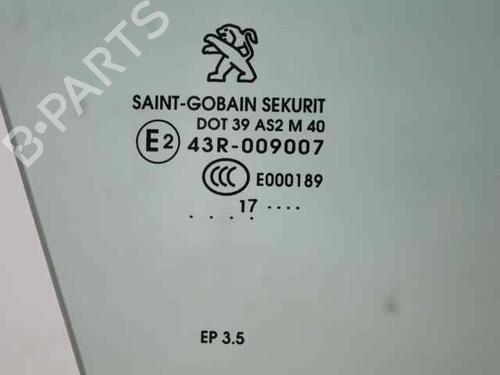 B-PARTS
SAINT-GOBAIN SEKURIT
DOT 39 AS2 M 40
E2 43R-009007
CCC E000189
17 ....
. . . .
EP 3.5